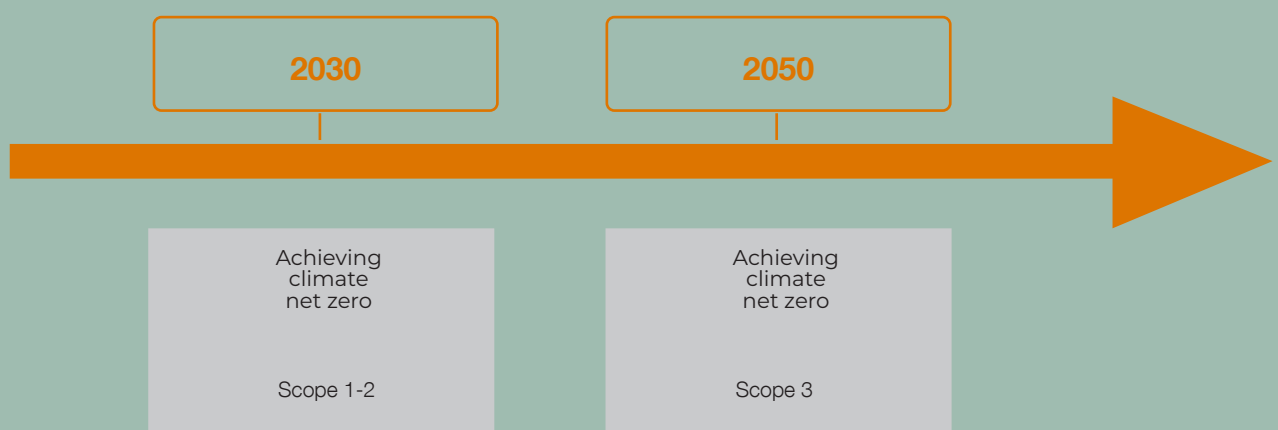 2030
2050
Achieving
climate
net zero
Scope 1-2
Achieving
climate
net zero
Scope 3